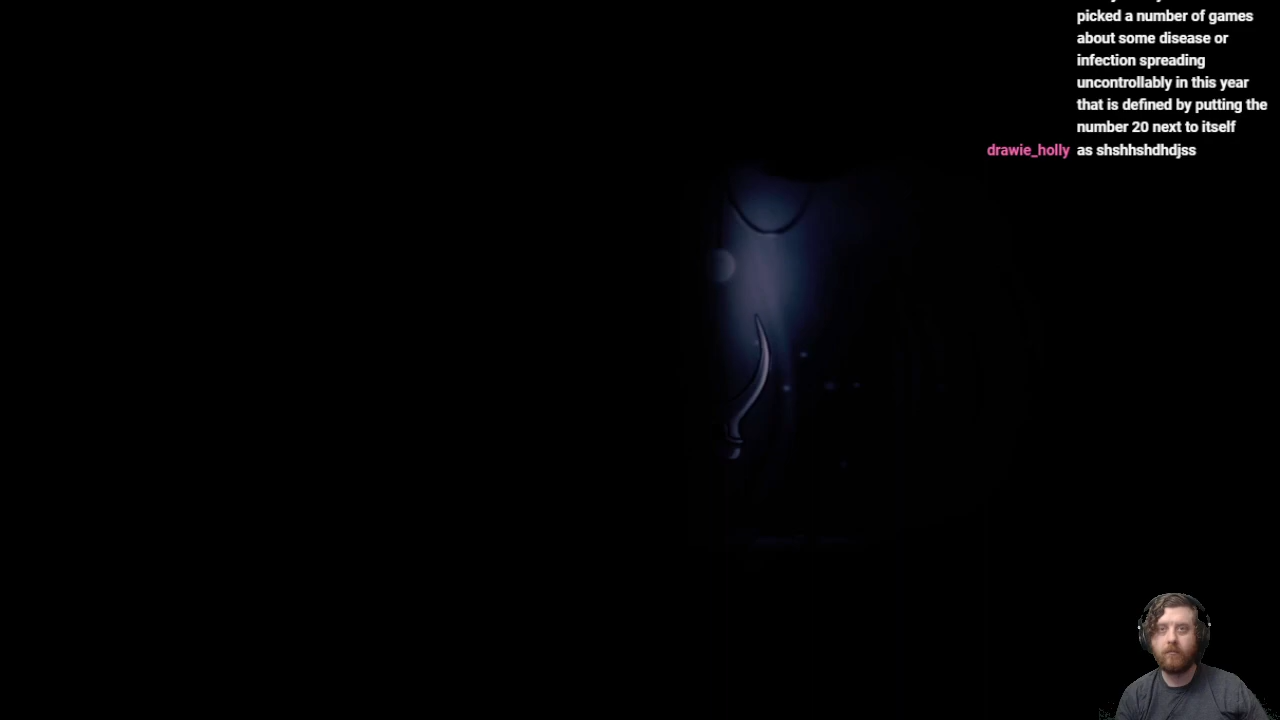 picked a number of games
about some disease or
infection spreading
uncontrollably in this year
that is defined by putting the
number 20 next to itself
drawie_holly as shshhshdhdjss